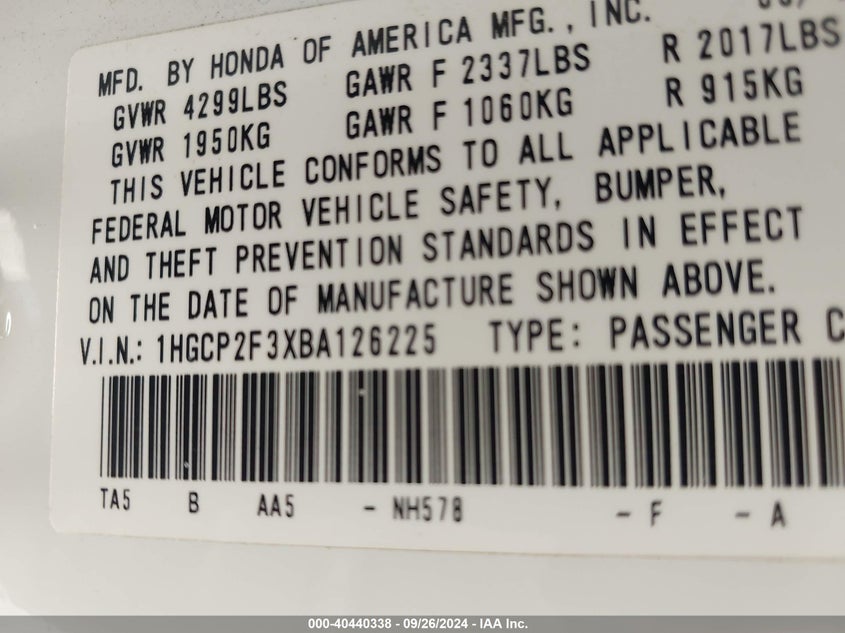 MFD. BY HONDA OF AMERICA MFG., INC.
GVWR 4299LBS GAWR F 2337LBS R 2017LBS
GVWR 1950KG GAWR F 1060KG R 915KG
THIS VEHICLE CONFORMS TO ALL APPLICABLE
FEDERAL MOTOR VEHICLE SAFETY, BUMPER,
AND THEFT PREVENTION STANDARDS IN EFFECT
ON THE DATE OF MANUFACTURE SHOWN ABOVE.
V.I.N.: 1HGCP2F3XBA126225 TYPE: PASSENGER C
TA5 B AA5 - NH578 - F - A
000-40440338 - 09/26/2024 - IAA Inc.